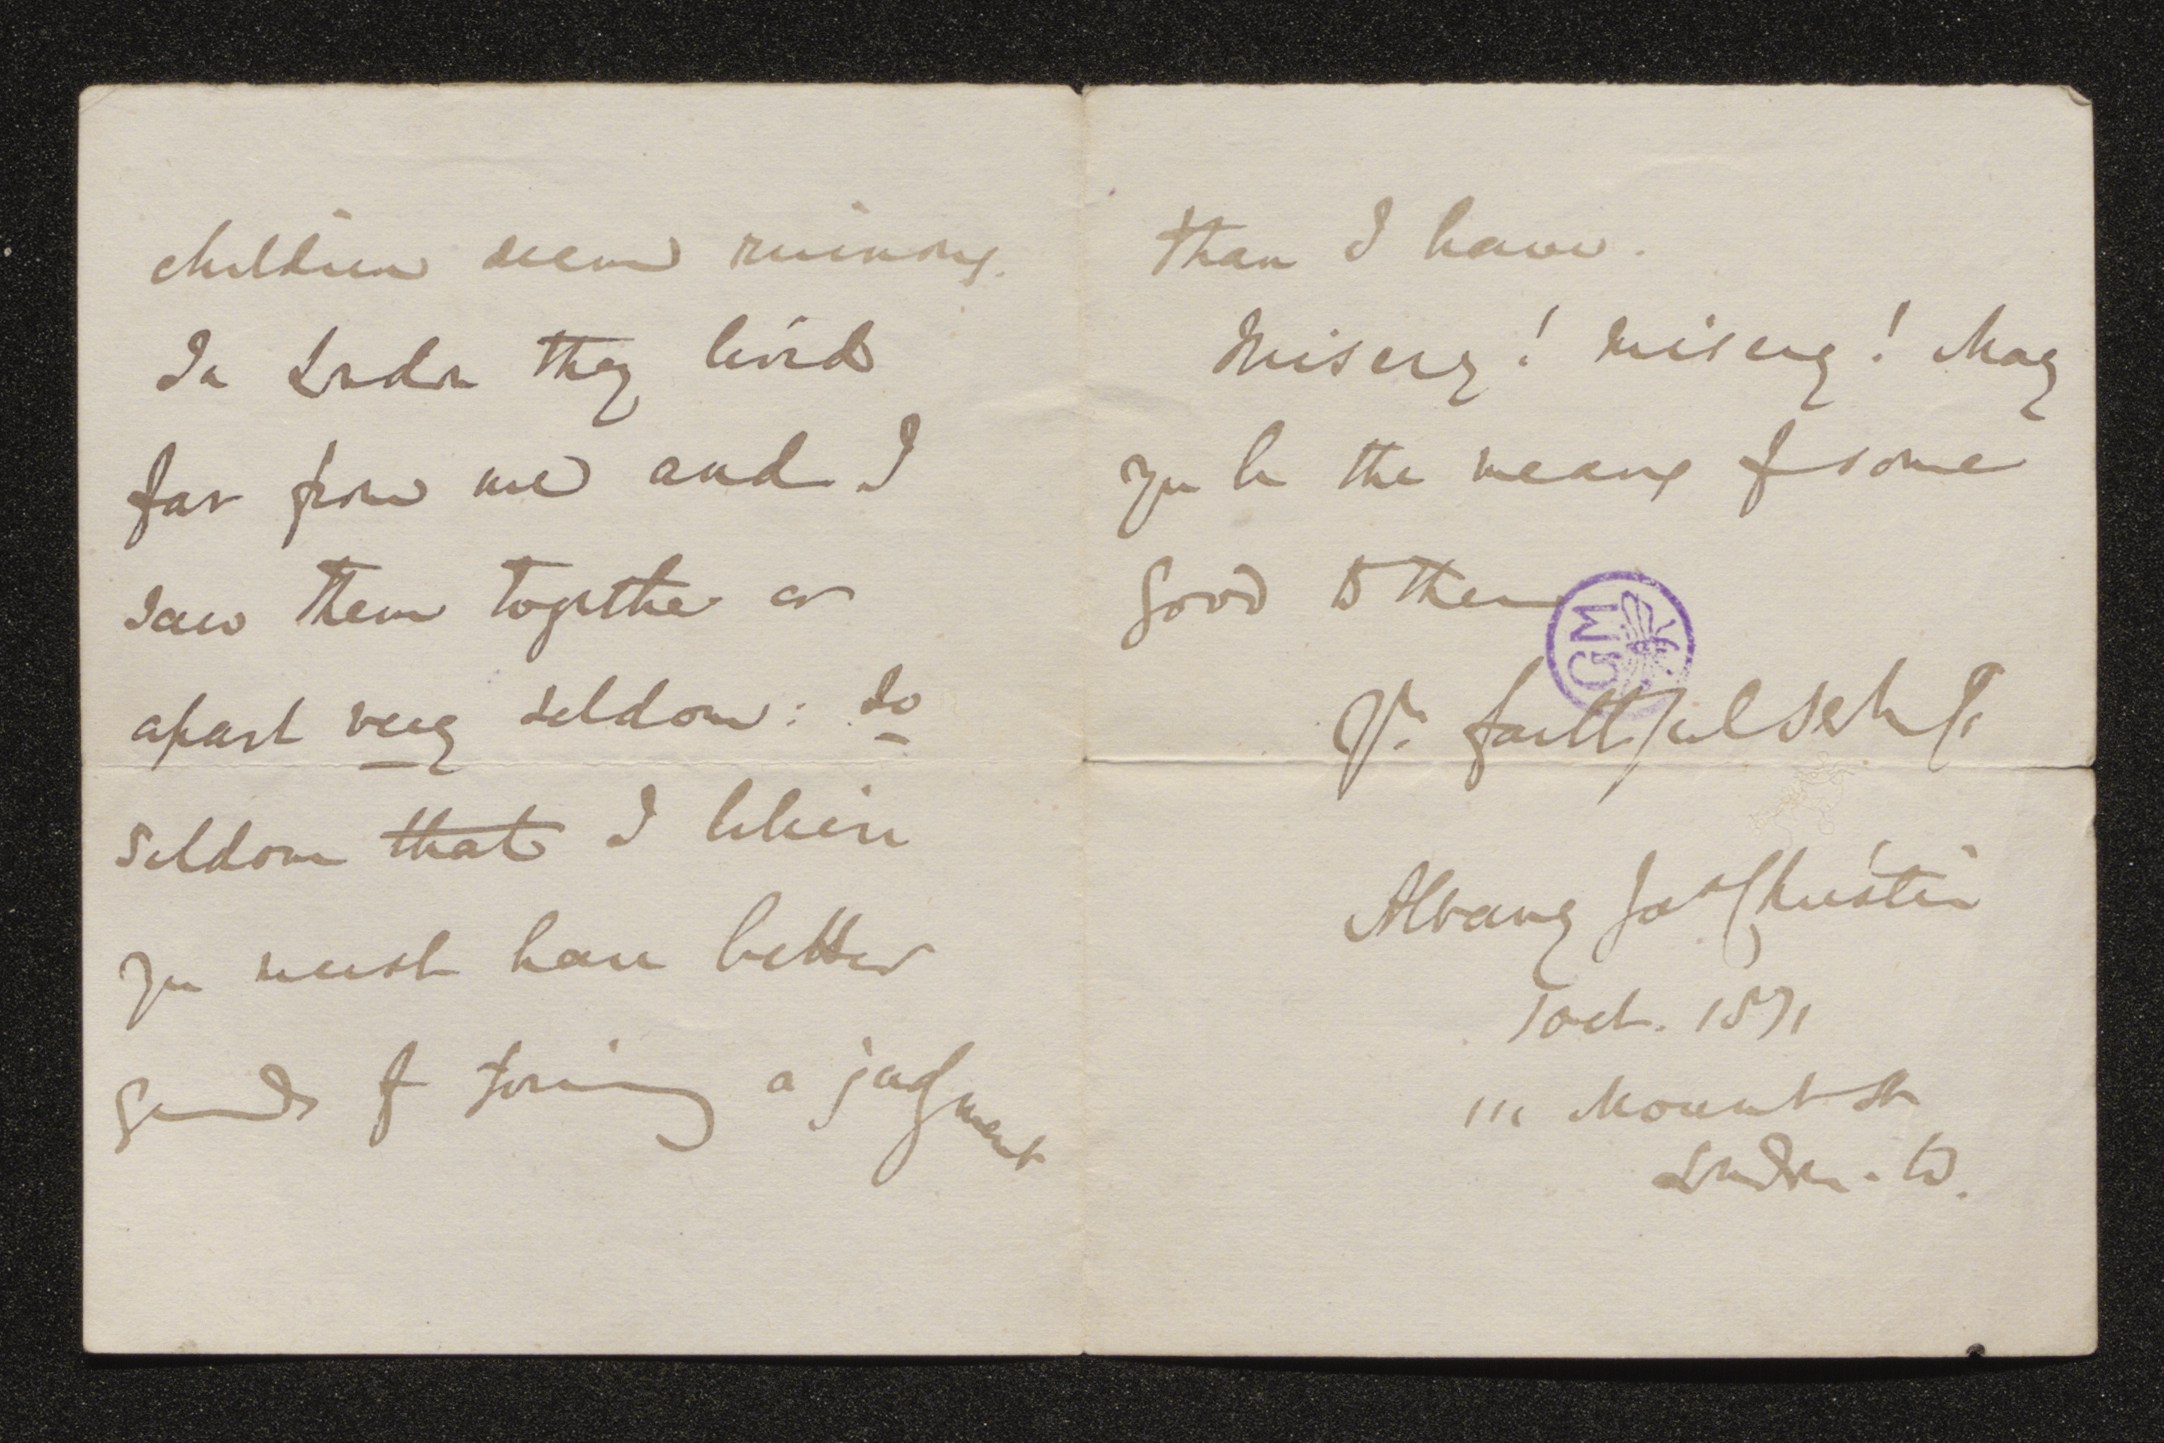 children seem ruinous.
In London they lived
far from me and I
saw them together or
apart very seldom: so
seldom that I believe
you must have better
grounds of forming a judgment
than I have.
Misery! Misery! May
you be the means of some
good to them
GM
Yr. faithful servt.
Albany Jas Christie
1 Oct. 1871
111 Mount St
London. W.